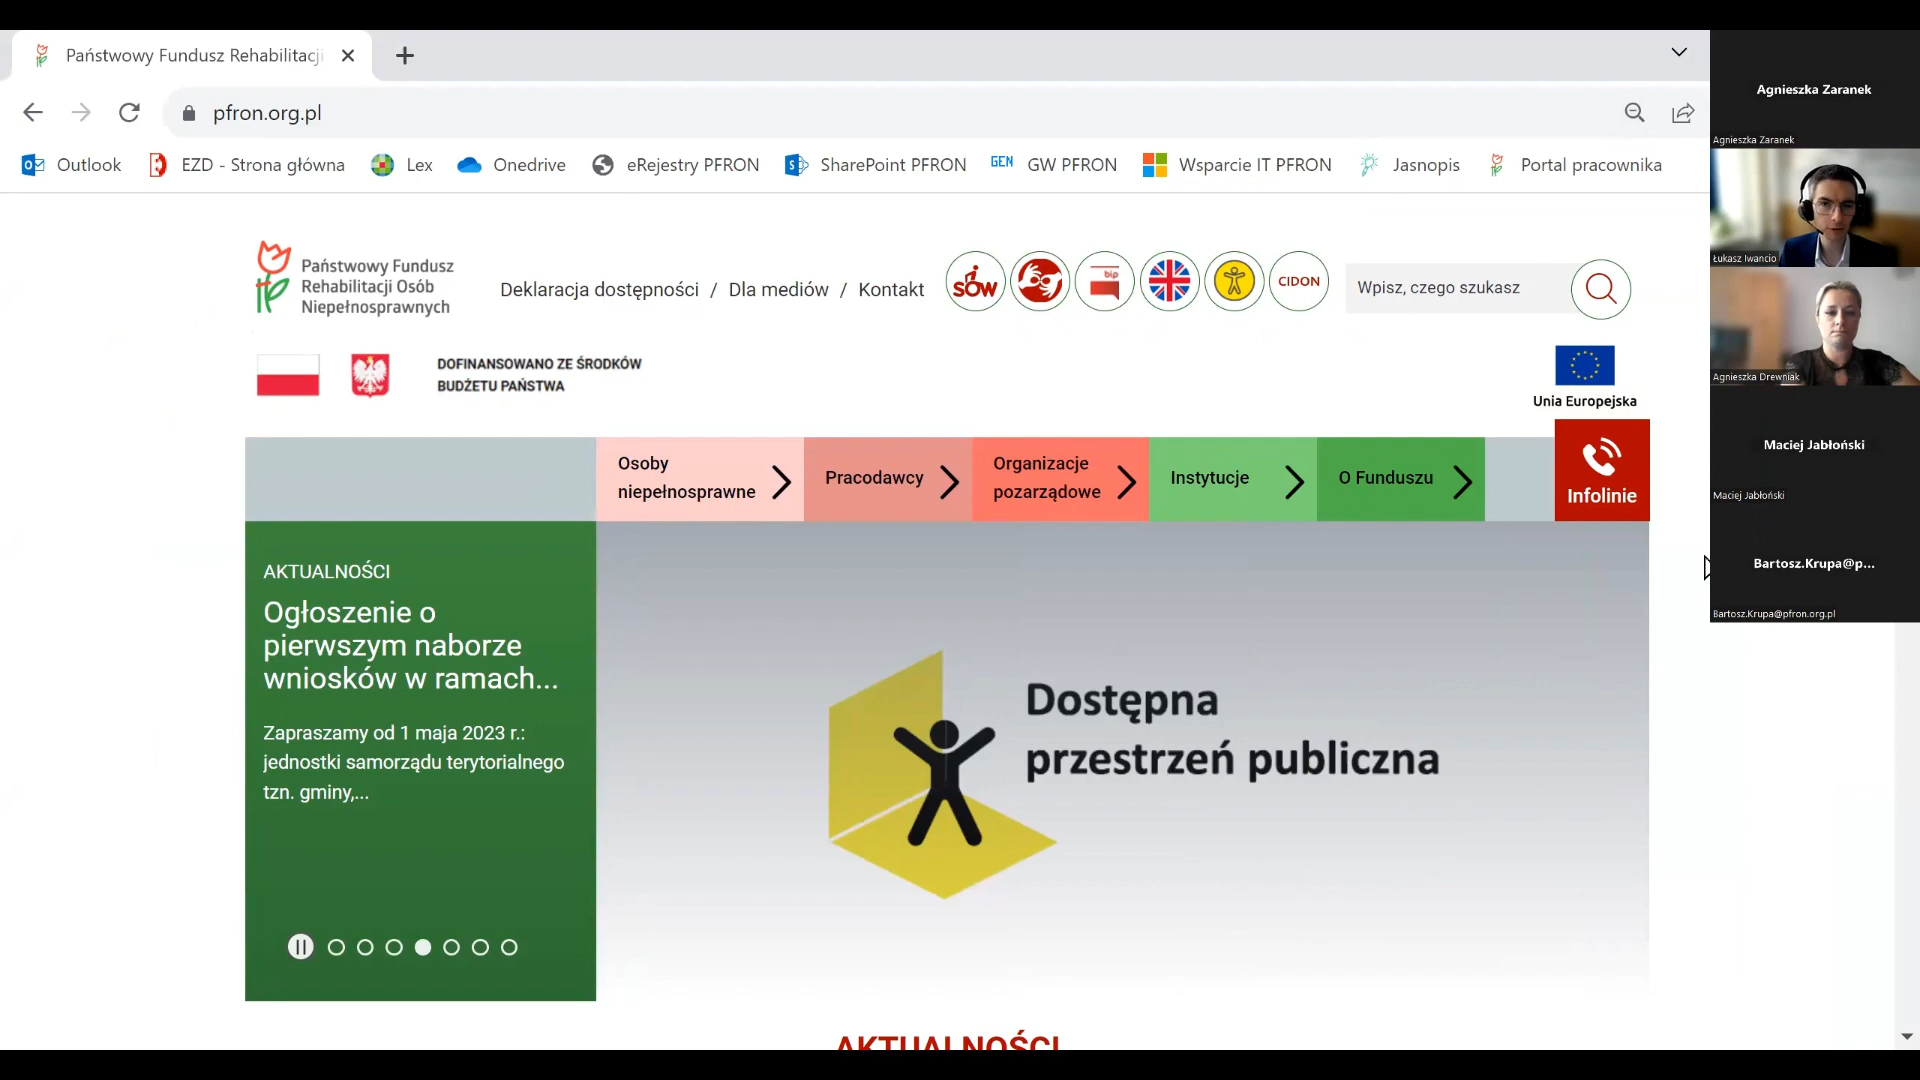 Państwowy Fundusz Rehabilitacji
pfron.org.pl
Outlook
EZD - Strona główna
Lex
Onedrive
eRejestry PFRON
SharePoint PFRON
GEN
GW PFRON
Wsparcie IT PFRON
Jasnopis
Portal pracownika
Państwowy Fundusz
Rehabilitacji Osób
Niepełnosprawnych
Deklaracja dostępności / Dla mediów / Kontakt
SOW
bip
CIDON
Wpisz, czego szukasz
DOFINANSOWANO ZE ŚRODKÓW
BUDŻETU PAŃSTWA
Unia Europejska
Osoby
niepełnosprawne
Pracodawcy
Organizacje
pozarządowe
Instytucje
O Funduszu
Infolinie
AKTUALNOŚCI
Ogłoszenie o
pierwszym naborze
wniosków w ramach...
Zapraszamy od 1 maja 2023 r.:
jednostki samorządu terytorialnego
tzn. gminy,...
Dostępna
przestrzeń publiczna
AKTUALNOŚCI
Agnieszka Zaranek
Agnieszka Zaranek
Łukasz Iwancio
Agnieszka Drewniak
Maciej Jabłoński
Maciej Jabłoński
Bartosz.Krupa@p...
Bartosz.Krupa@pfron.org.pl